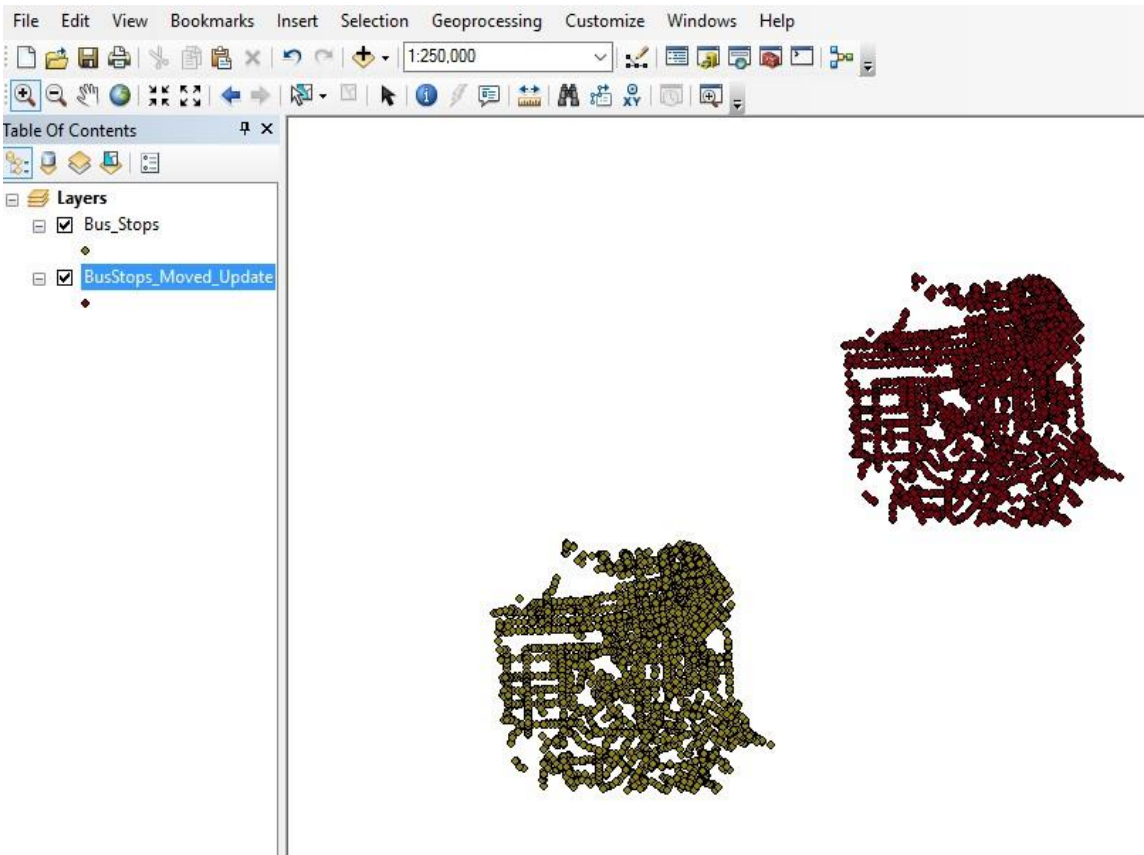 File Edit View Bookmarks Insert Selection Geoprocessing Customize Windows Help
1:250,000
XY
Table Of Contents
Layers
Bus_Stops
BusStops_Moved_Update